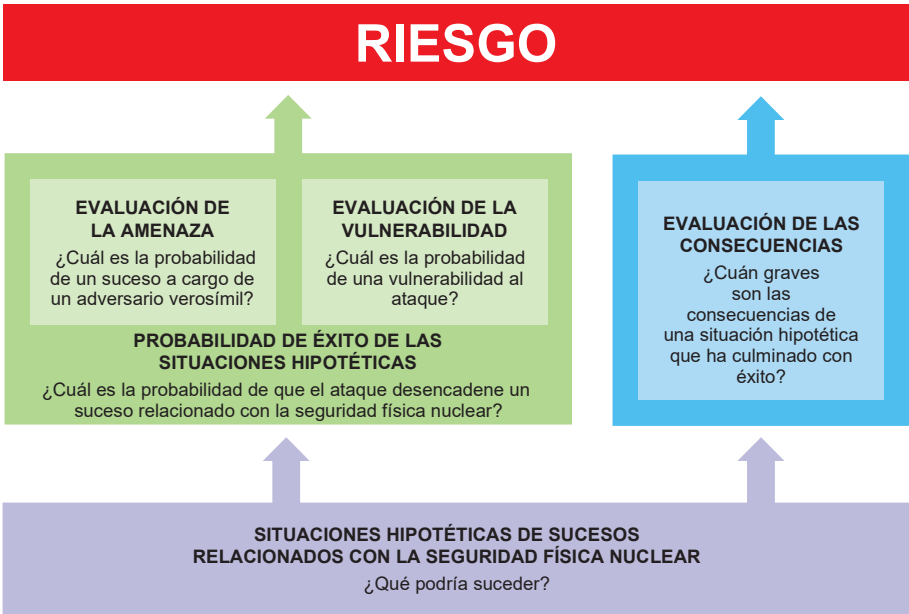 RIESGO
EVALUACIÓN DE
LA AMENAZA
¿Cuál es la probabilidad
de un suceso a cargo de
un adversario verosímil?
EVALUACIÓN DE LA
VULNERABILIDAD
¿Cuál es la probabilidad
de una vulnerabilidad al
ataque?
PROBABILIDAD DE ÉXITO DE LAS
SITUACIONES HIPOTÉTICAS
¿Cuál es la probabilidad de que el ataque desencadene un
suceso relacionado con la seguridad física nuclear?
EVALUACIÓN DE LAS
CONSECUENCIAS
¿Cuán graves
son las
consecuencias de
una situación hipotética
que ha culminado con
éxito?
SITUACIONES HIPOTÉTICAS DE SUCESOS
RELACIONADOS CON LA SEGURIDAD FÍSICA NUCLEAR
¿Qué podría suceder?